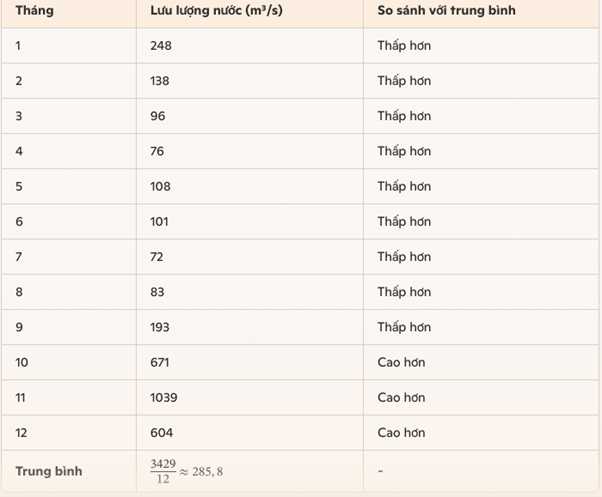 Tháng Lưu lượng nước (m³/s) So sánh với trung bình
1 248 Thấp hơn
2 138 Thấp hơn
3 96 Thấp hơn
4 76 Thấp hơn
5 108 Thấp hơn
6 101 Thấp hơn
7 72 Thấp hơn
8 83 Thấp hơn
9 193 Thấp hơn
10 671 Cao hơn
11 1039 Cao hơn
12 604 Cao hơn
Trung bình 3429/12 ≈ 285,8 -